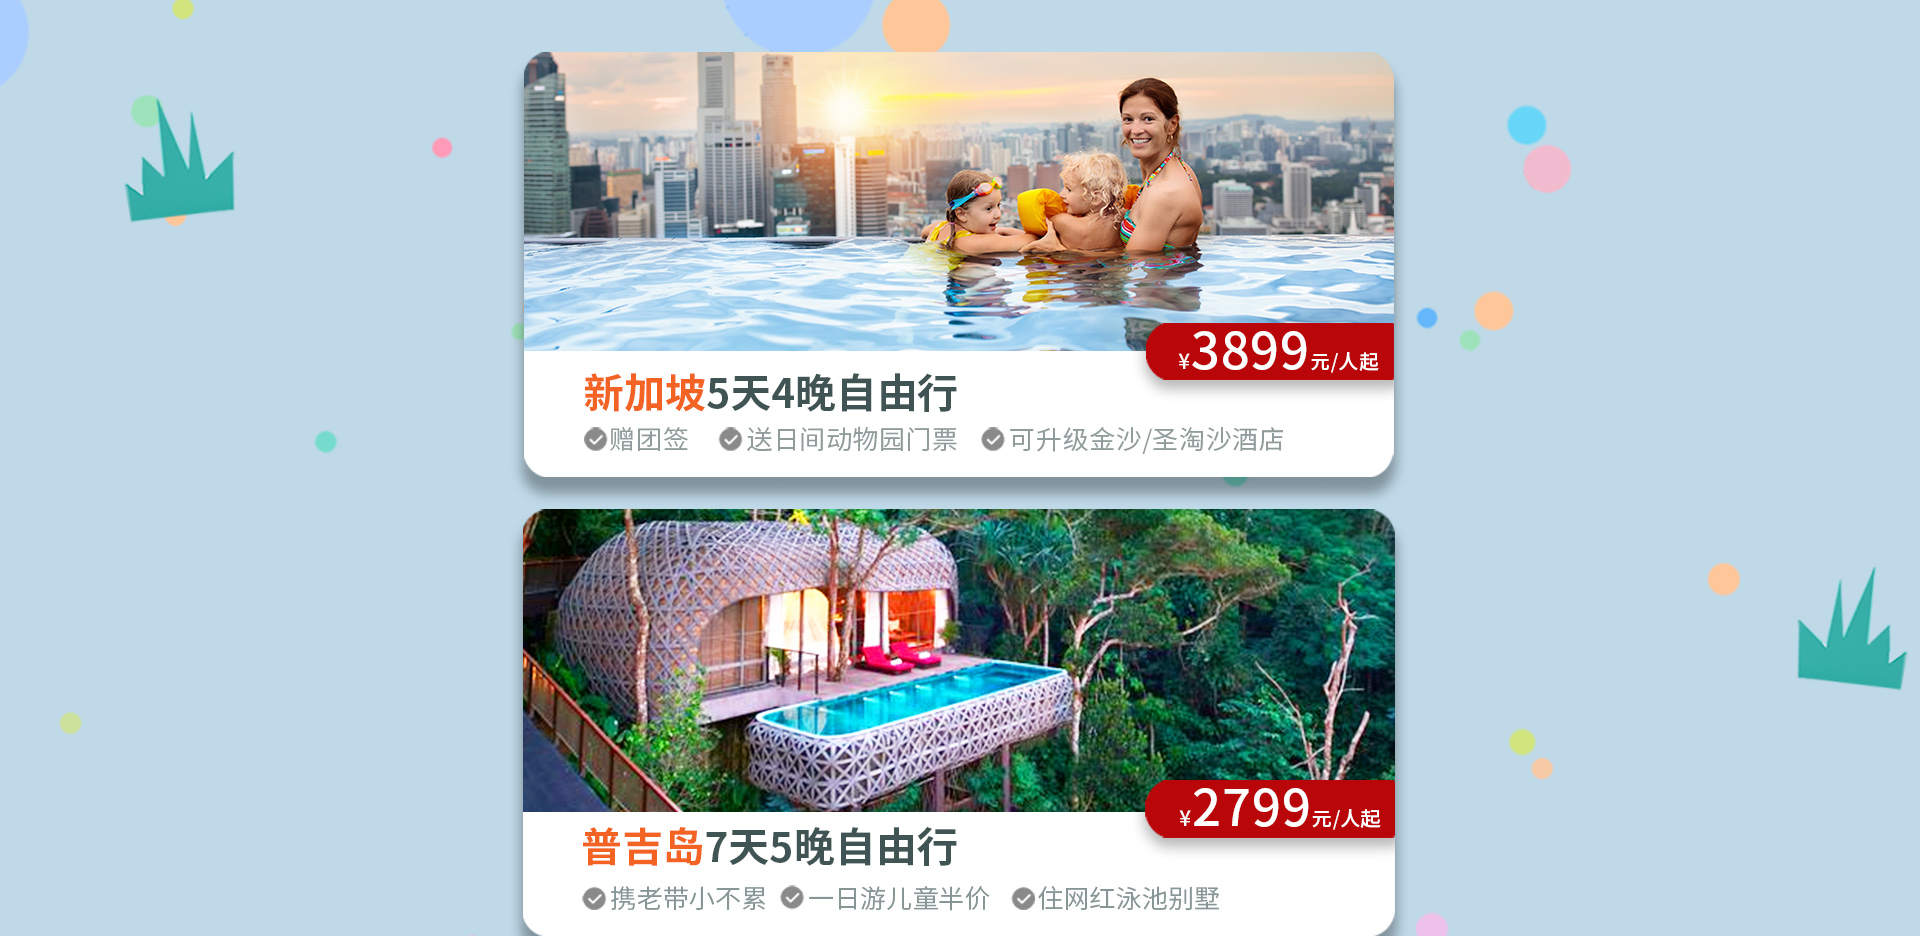 ¥3899元/人起
新加坡5天4晚自由行
赠团签 送日间动物园门票 可升级金沙/圣淘沙酒店
¥2799元/人起
普吉岛7天5晚自由行
携老带小不累 一日游儿童半价 住网红泳池别墅